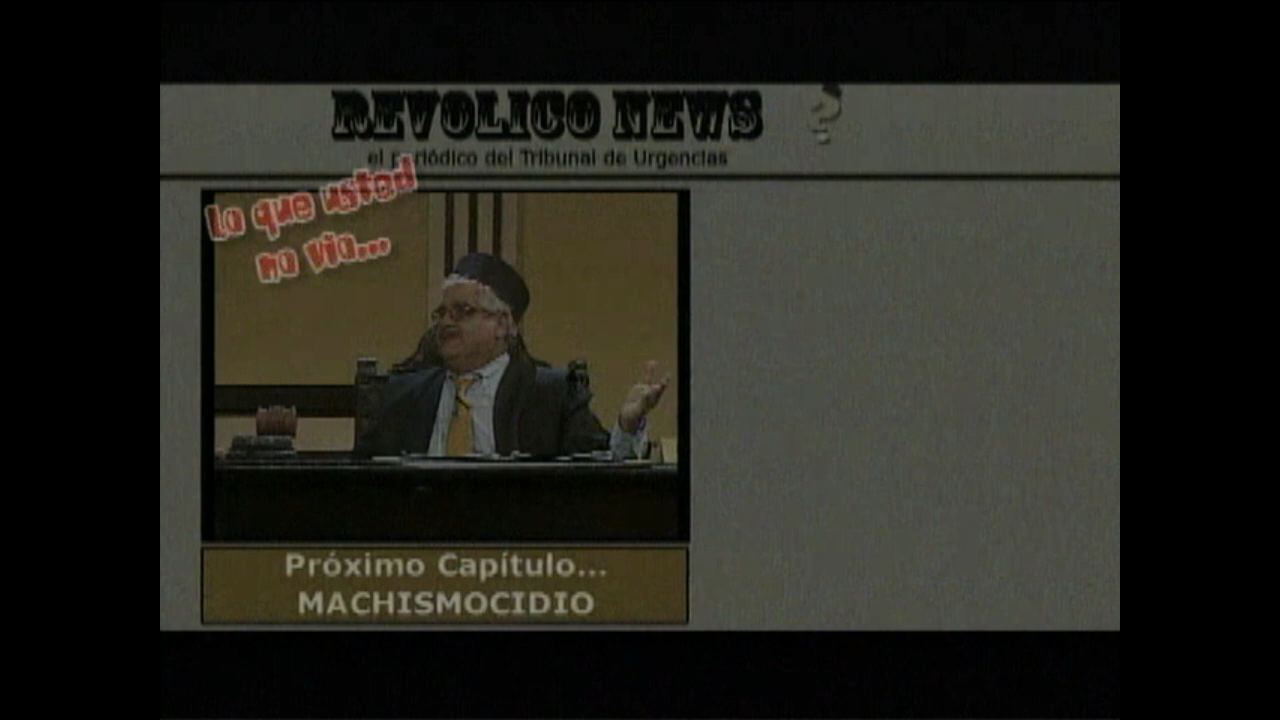 REVOLICO NEWS ?
el periódico del Tribunal de Urgencias
Lo que usted
no vio...
Próximo Capítulo...
MACHISMOCIDIO